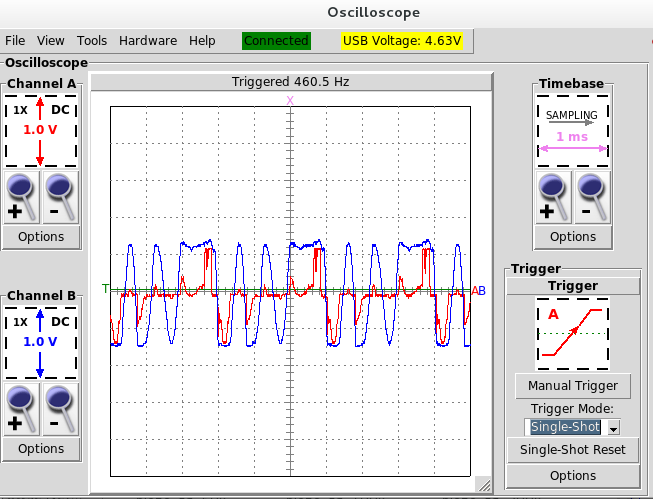 Oscilloscope
File View Tools Hardware Help Connected USB Voltage: 4.63V
Oscilloscope
Channel A
1X DC
1.0 V
+ -
Options
Channel B
1X DC
1.0 V
+ -
Options
Triggered 460.5 Hz
X
T
AB
Timebase
SAMPLING
1 ms
+ -
Options
Trigger
Trigger
A
Manual Trigger
Trigger Mode:
Single-Shot
Single-Shot Reset
Options